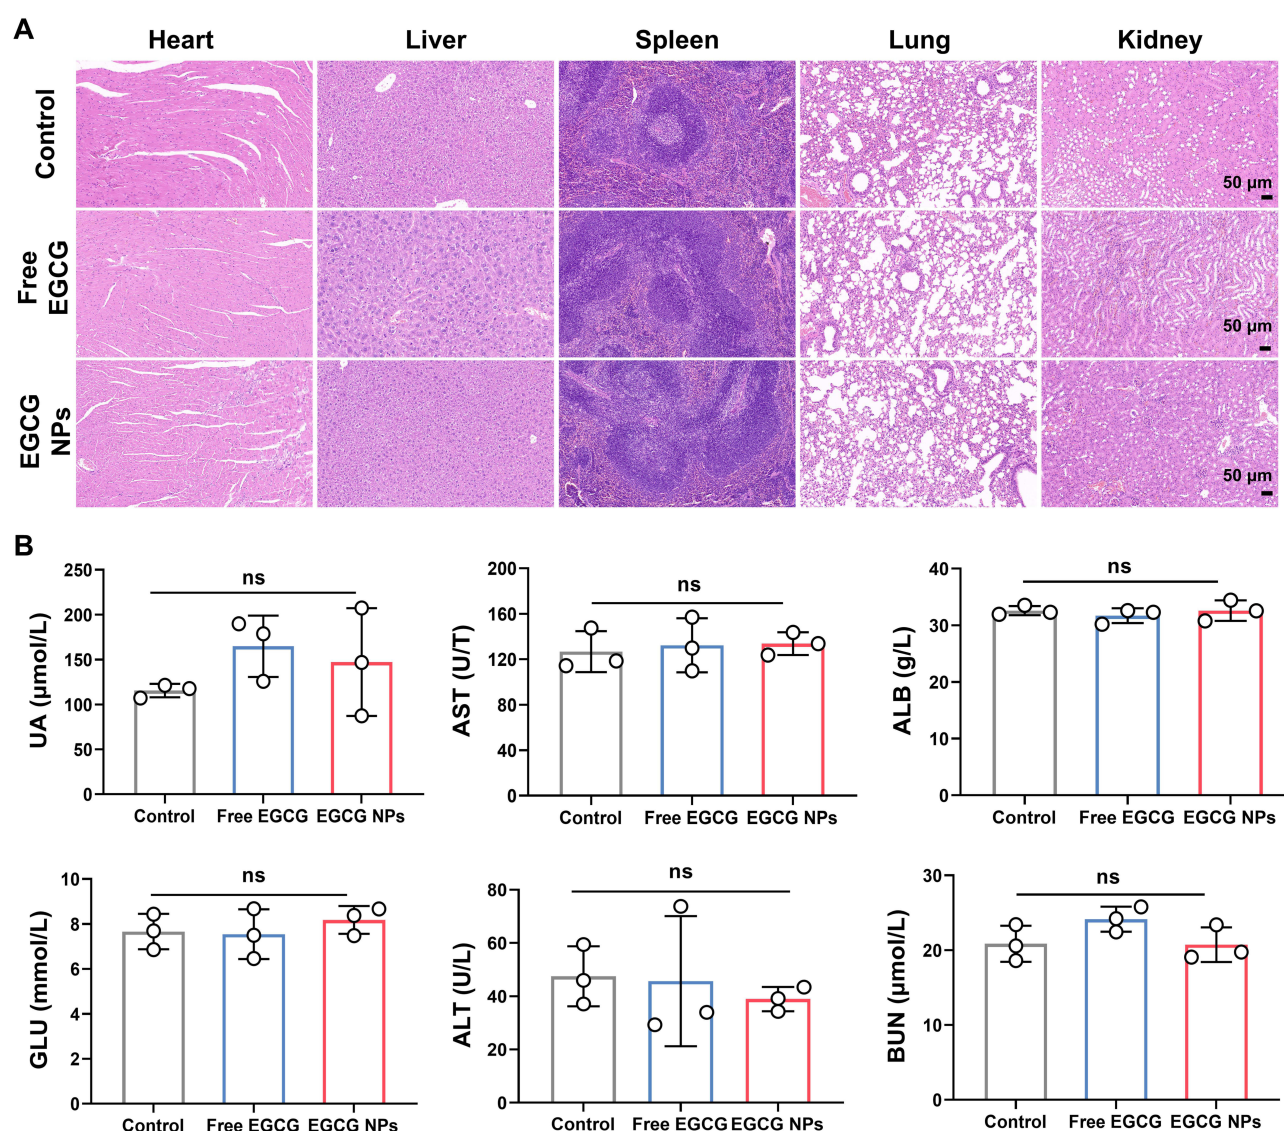 A
Heart Liver Spleen Lung Kidney
Control
50 µm
Free
EGCG
50 µm
EGCG
NPs
50 µm
B
UA (µmol/L)
250
200
150
100
50
0
ns
Control Free EGCG EGCG NPs
AST (U/T)
200
160
120
80
40
0
ns
Control Free EGCG EGCG NPs
ALB (g/L)
40
30
20
10
0
ns
Control Free EGCG EGCG NPs
GLU (mmol/L)
10
8
6
4
2
0
ns
Control Free EGCG EGCG NPs
ALT (U/L)
80
60
40
20
0
ns
Control Free EGCG EGCG NPs
BUN (µmol/L)
30
20
10
0
ns
Control Free EGCG EGCG NPs